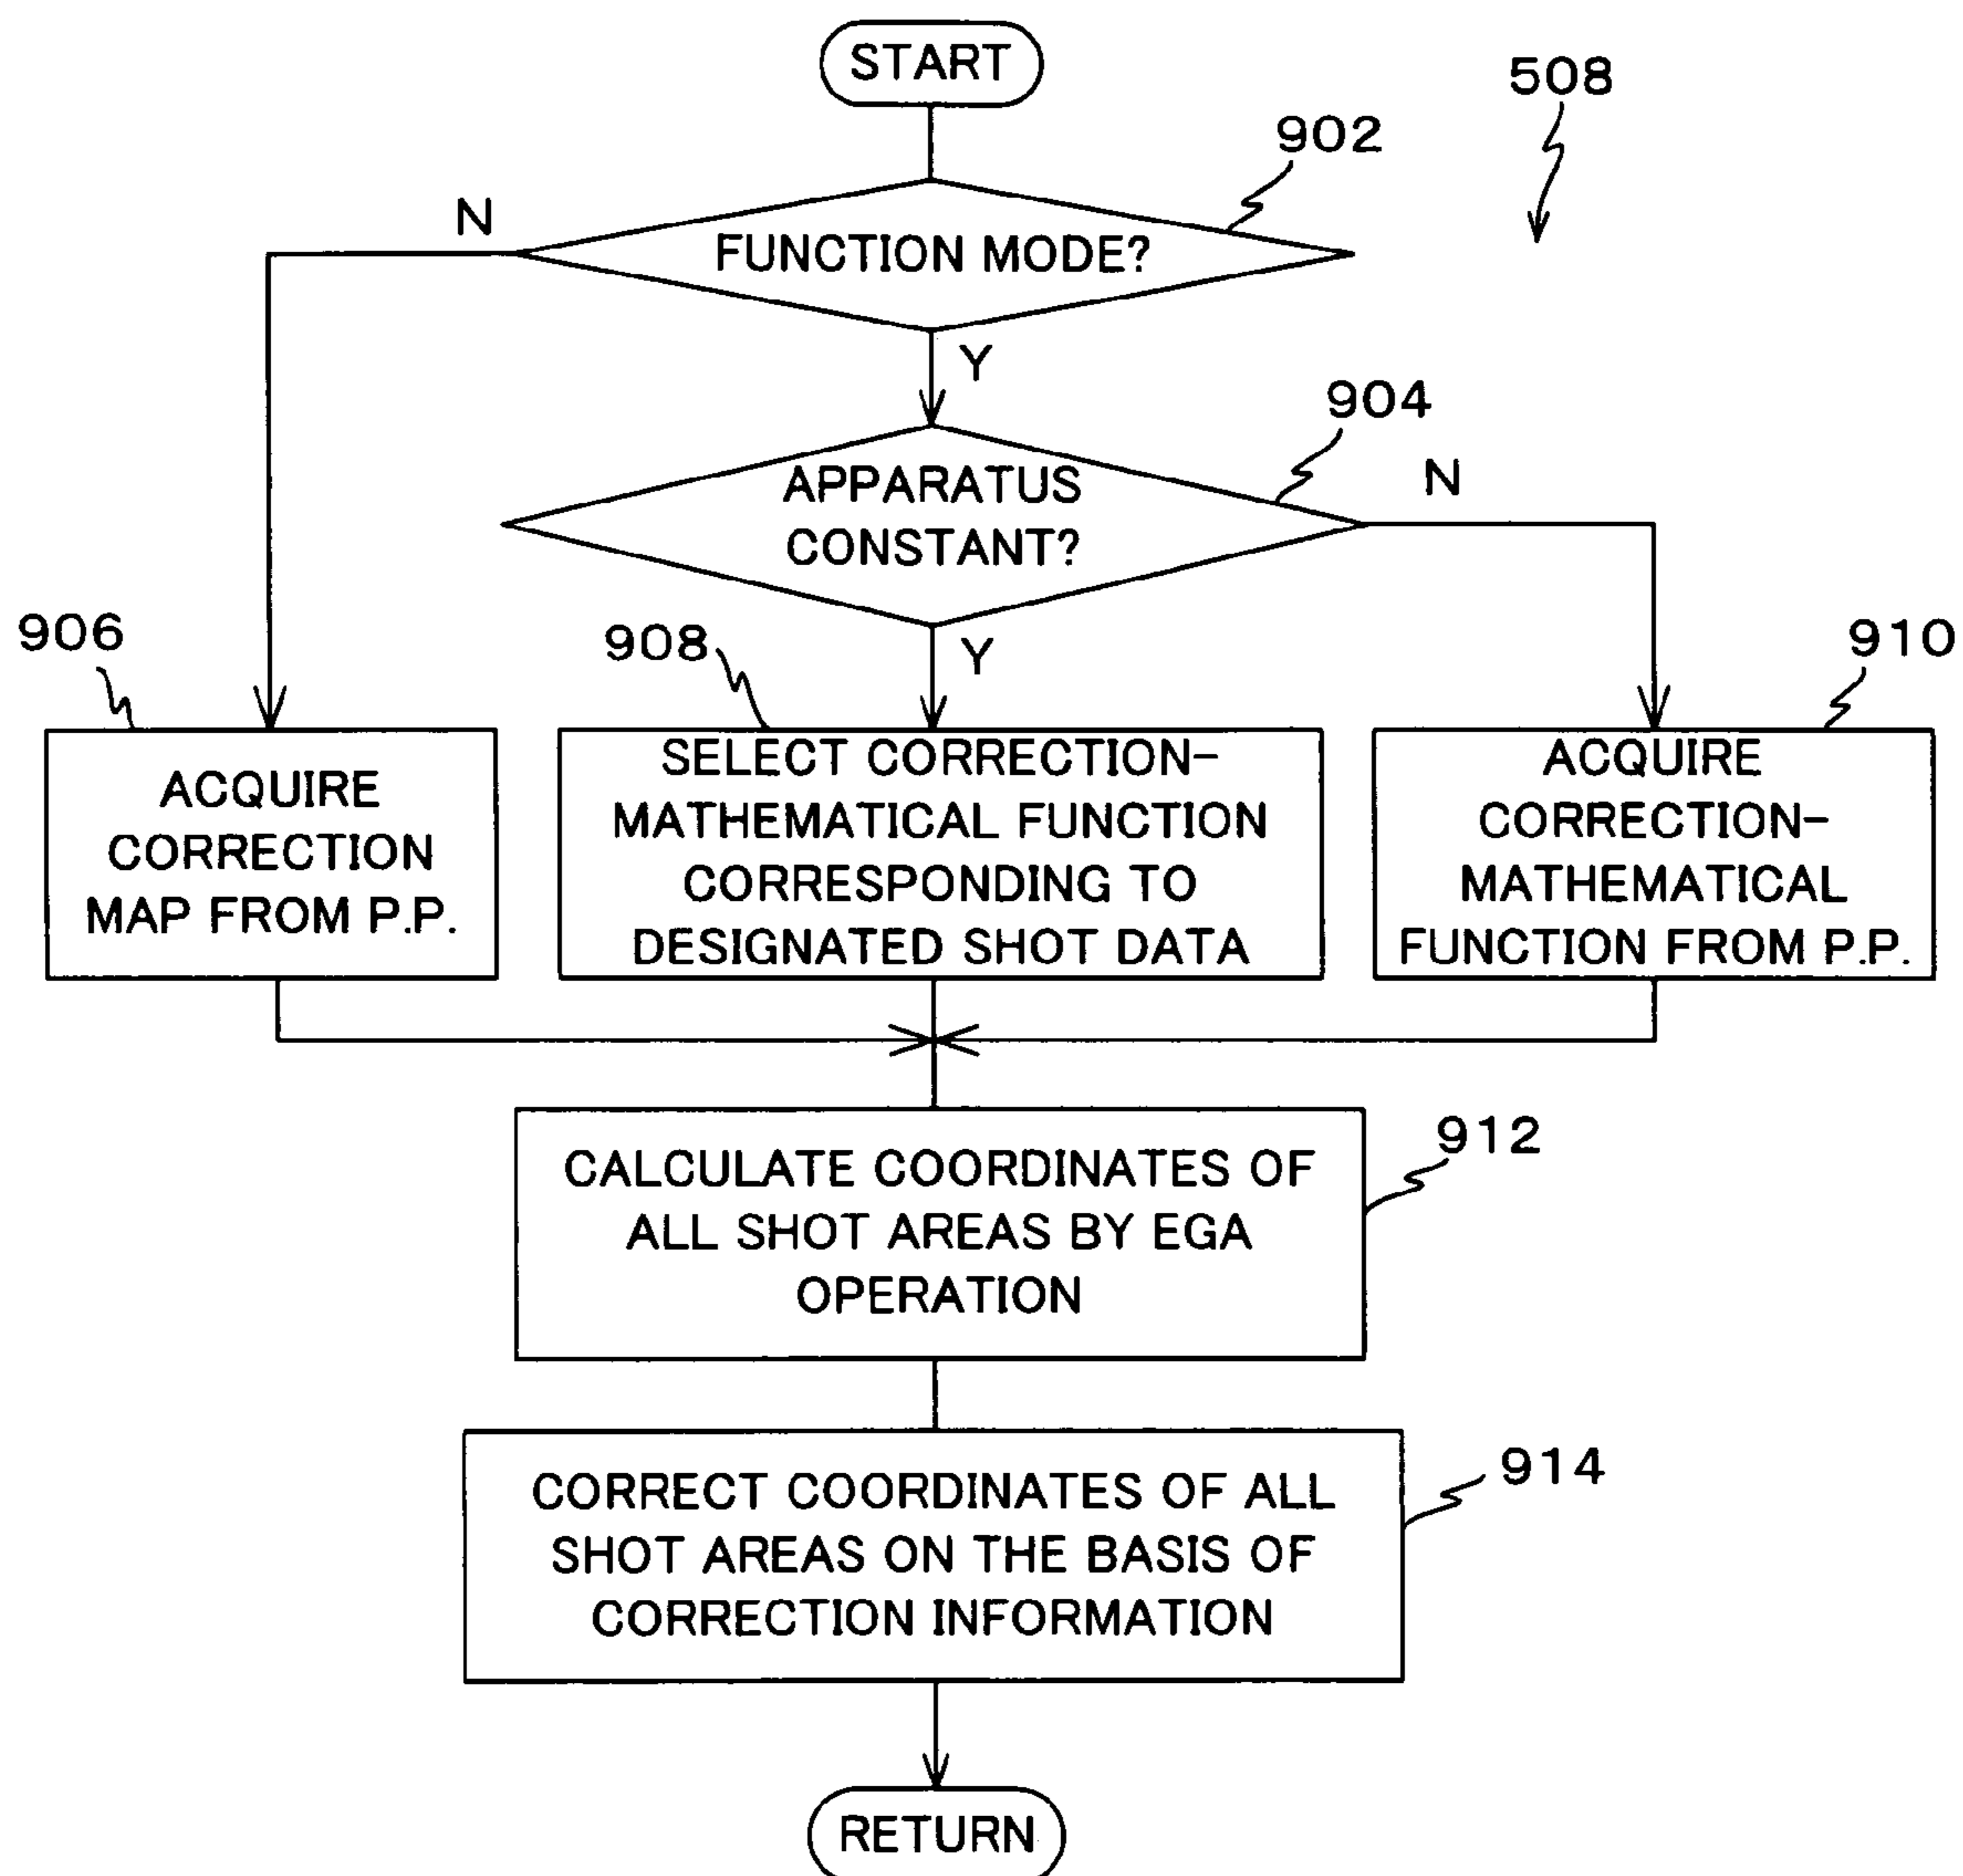 START
508
902
N
FUNCTION MODE?
Y
904
APPARATUS
CONSTANT?
N
Y
906
908
910
ACQUIRE
CORRECTION
MAP FROM P.P.
SELECT CORRECTION-
MATHEMATICAL FUNCTION
CORRESPONDING TO
DESIGNATED SHOT DATA
ACQUIRE
CORRECTION-
MATHEMATICAL
FUNCTION FROM P.P.
912
CALCULATE COORDINATES OF
ALL SHOT AREAS BY EGA
OPERATION
914
CORRECT COORDINATES OF ALL
SHOT AREAS ON THE BASIS OF
CORRECTION INFORMATION
RETURN